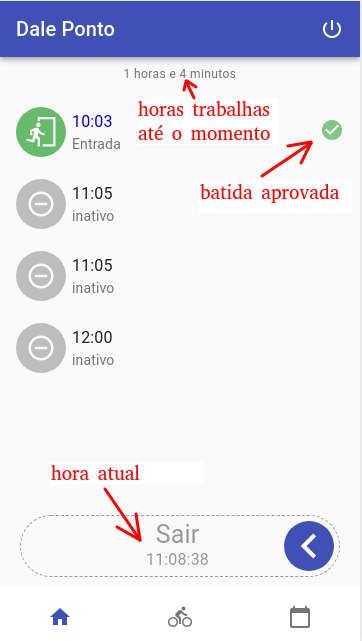 Dale Ponto
1 horas e 4 minutos
horas trabalhas
até o momento
10:03
Entrada
batida aprovada
11:05
inativo
11:05
inativo
12:00
inativo
hora atual
Sair
11:08:38